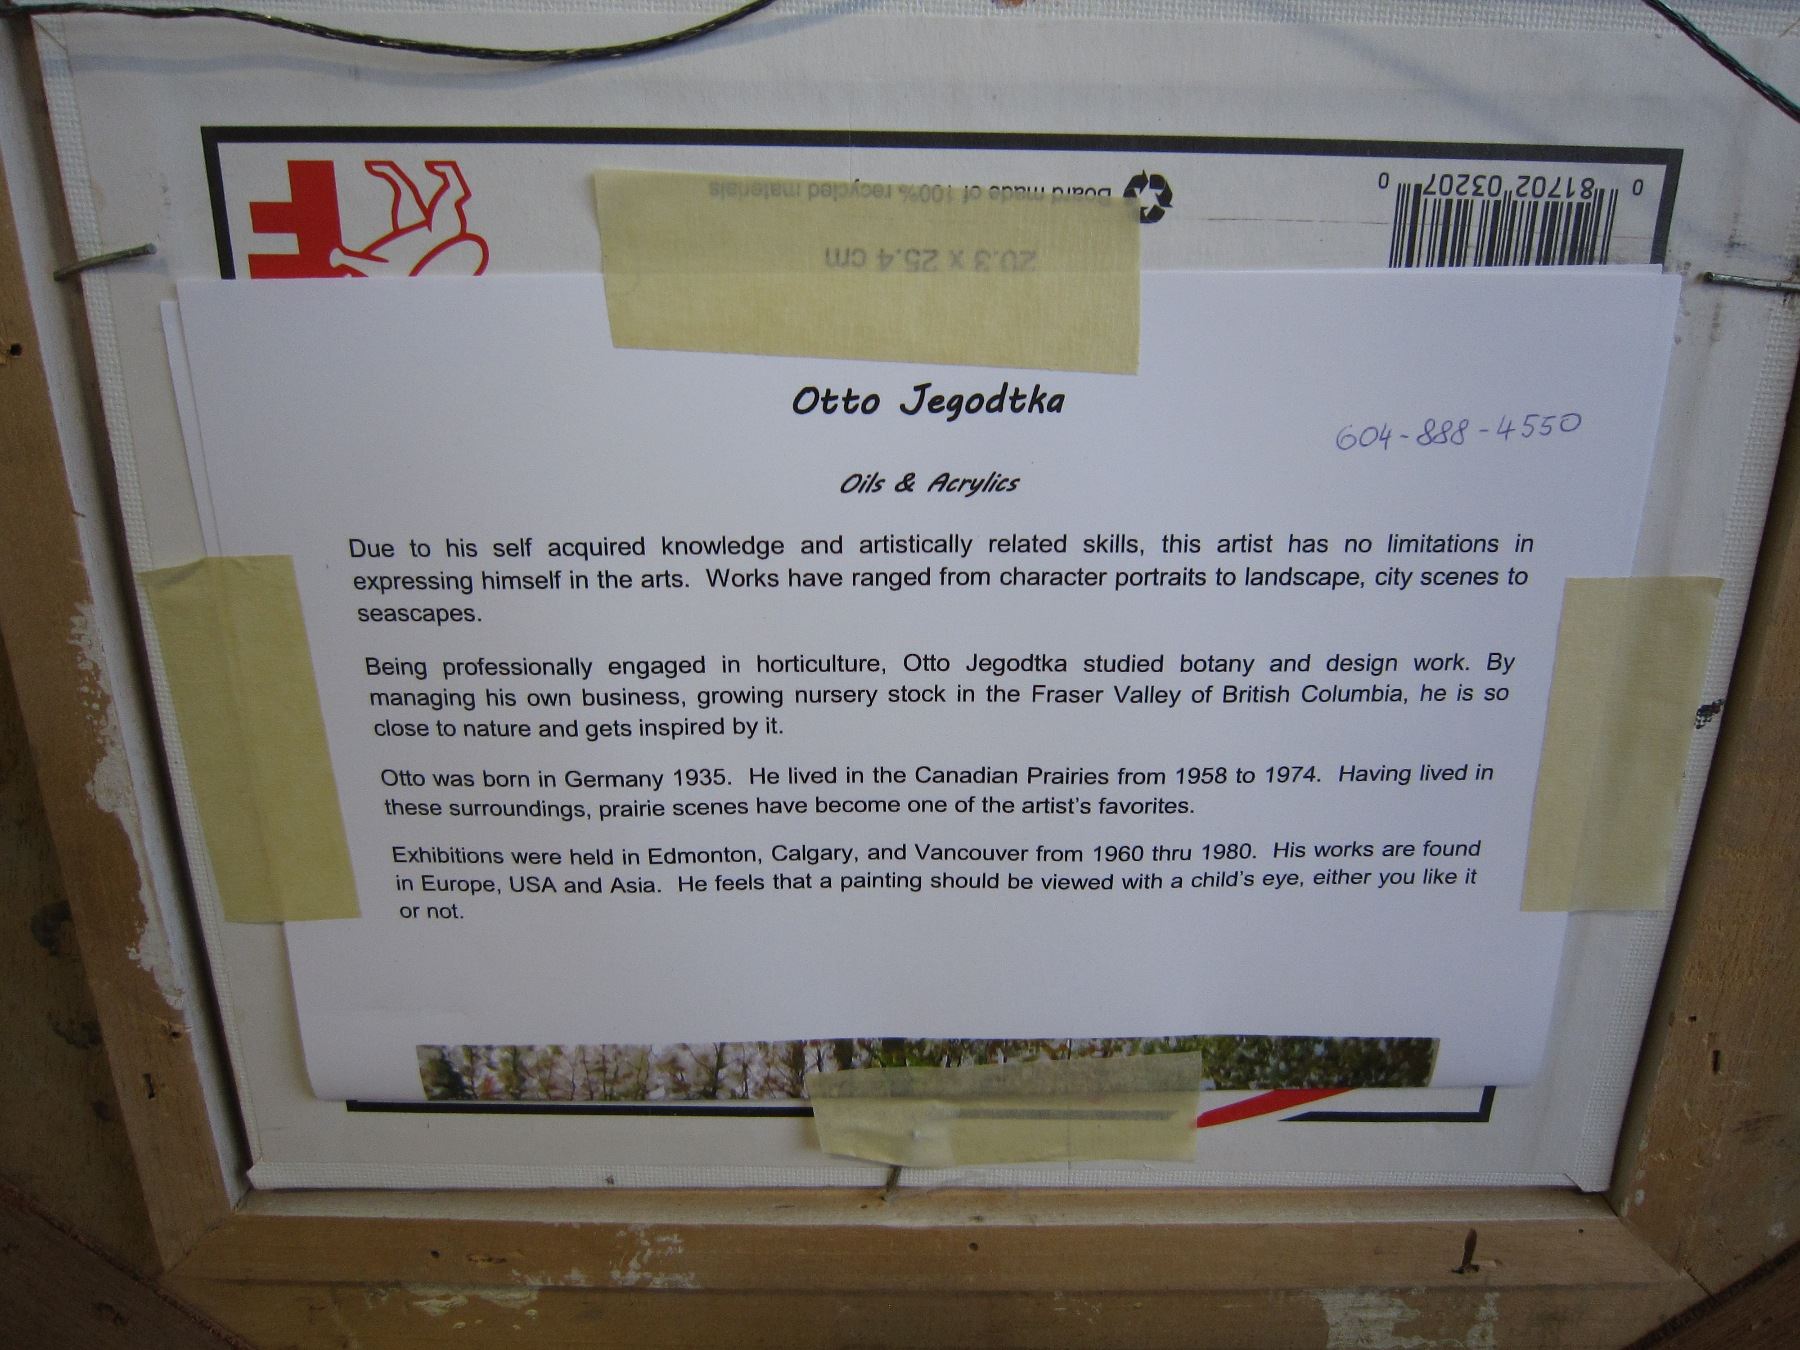 0 81702 03207 0
Board made of 100% recycled materials
20.3 x 25.4 cm
Otto Jegodtka
604-888-4550
Oils & Acrylics
Due to his self acquired knowledge and artistically related skills, this artist has no limitations in
expressing himself in the arts. Works have ranged from character portraits to landscape, city scenes to
seascapes.
Being professionally engaged in horticulture, Otto Jegodtka studied botany and design work. By
managing his own business, growing nursery stock in the Fraser Valley of British Columbia, he is so
close to nature and gets inspired by it.
Otto was born in Germany 1935. He lived in the Canadian Prairies from 1958 to 1974. Having lived in
these surroundings, prairie scenes have become one of the artist's favorites.
Exhibitions were held in Edmonton, Calgary, and Vancouver from 1960 thru 1980. His works are found
in Europe, USA and Asia. He feels that a painting should be viewed with a child's eye, either you like it
or not.